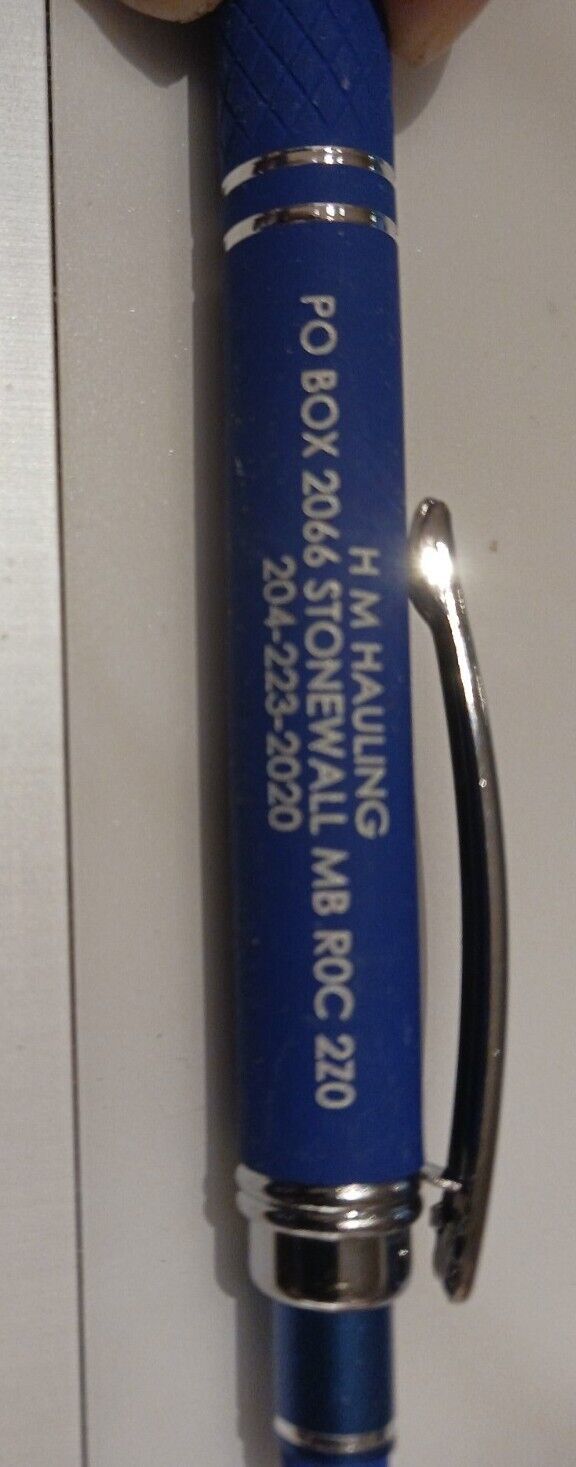 H M HAULING
PO BOX 2066 STONEWALL MB R0C 2Z0
204-223-2020